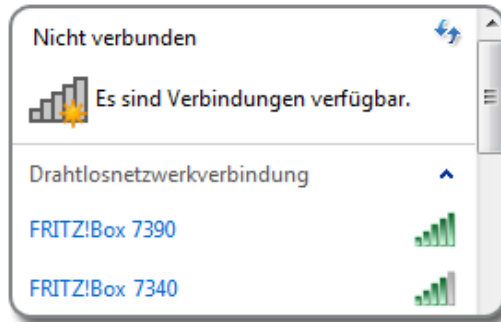 Nicht verbunden
Es sind Verbindungen verfügbar.
Drahtlosnetzwerkverbindung
FRITZ!Box 7390
FRITZ!Box 7340